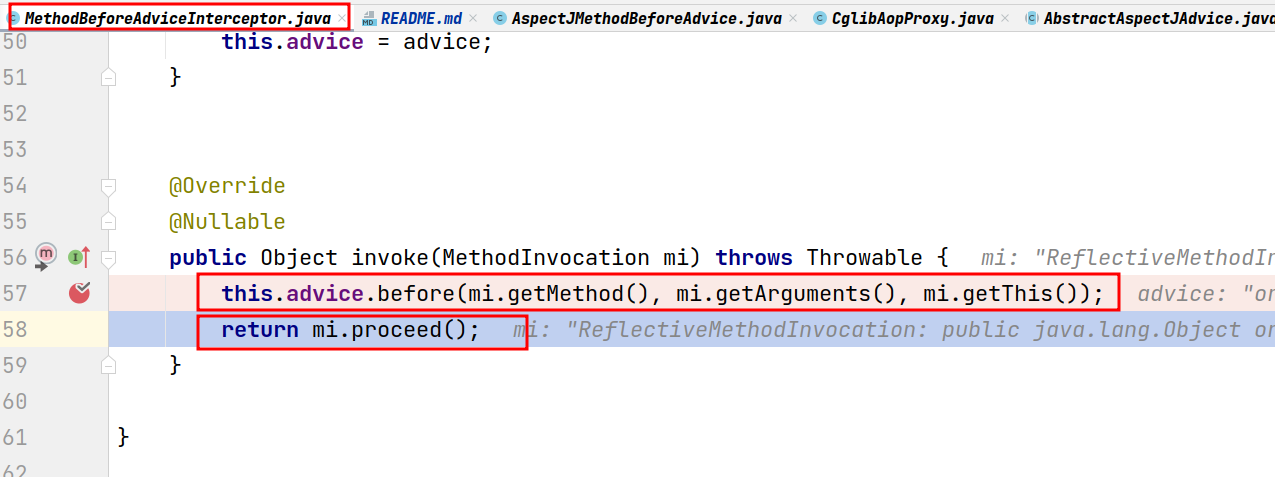 MethodBeforeAdviceInterceptor.java README.md AspectJMethodBeforeAdvice.java CglibAopProxy.java AbstractAspectJAdvice.java
50 this.advice = advice;
51 }
52
53
54 @Override
55 @Nullable
56 public Object invoke(MethodInvocation mi) throws Throwable { mi: "ReflectiveMethodIn
57 this.advice.before(mi.getMethod(), mi.getArguments(), mi.getThis()); advice: "or
58 return mi.proceed(); mi: "ReflectiveMethodInvocation: public java.lang.Object or
59 }
60
61 }
62